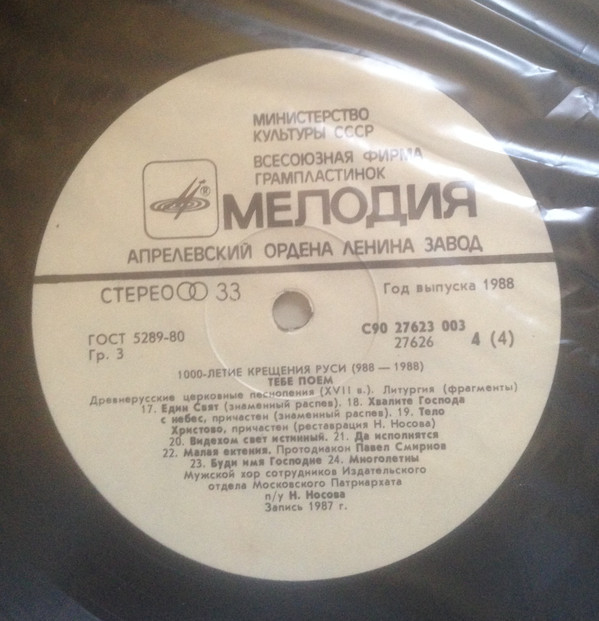 МИНИСТЕРСТВО
КУЛЬТУРЫ СССР
ВСЕСОЮЗНАЯ ФИРМА
ГРАМПЛАСТИНОК
®
МЕЛОДИЯ
АПРЕЛЕВСКИЙ ОРДЕНА ЛЕНИНА ЗАВОД
СТЕРЕО 33
Год выпуска 1988
ГОСТ 5289-80
Гр. 3
С90 27623 003
27626 4 (4)
1000-ЛЕТИЕ КРЕЩЕНИЯ РУСИ (988 — 1988)
ТЕБЕ ПОЕМ
Древнерусские церковные песнопения (XVII в.). Литургия (фрагменты)
17. Един Свят (знаменный распев). 18. Хвалите Господа
с небес, причастен (знаменный распев). 19. Тело
Христово, причастен (реставрация Н. Носова)
20. Видехом свет истинный. 21. Да исполнятся
22. Малая ектения. Протодиакон Павел Смирнов
23. Буди имя Господне 24. Многолетны
Мужской хор сотрудников Издательского
отдела Московского Патриархата
п/у Н. Носова
Запись 1987 г.